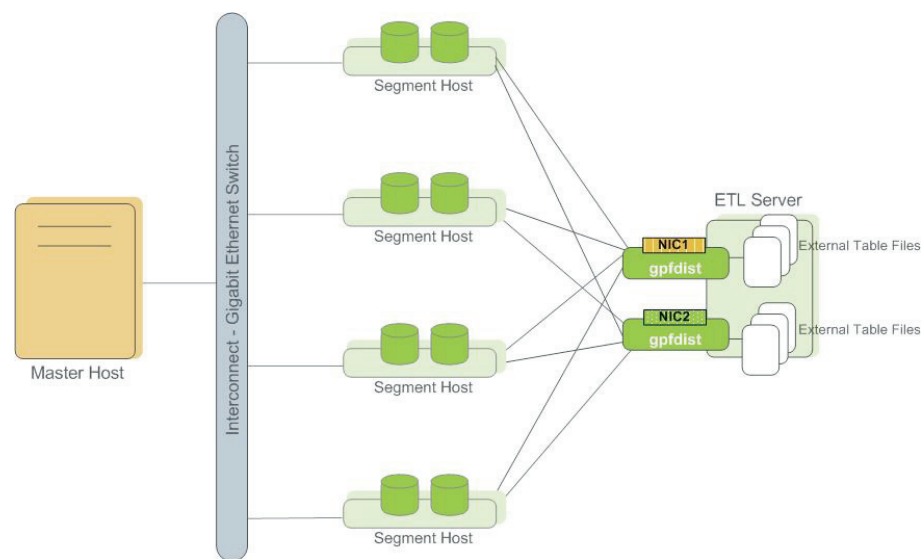 Segment Host
Segment Host
Segment Host
Segment Host
Master Host
Interconnect - Gigabit Ethernet Switch
ETL Server
NIC1
gpfdist
External Table Files
NIC2
gpfdist
External Table Files